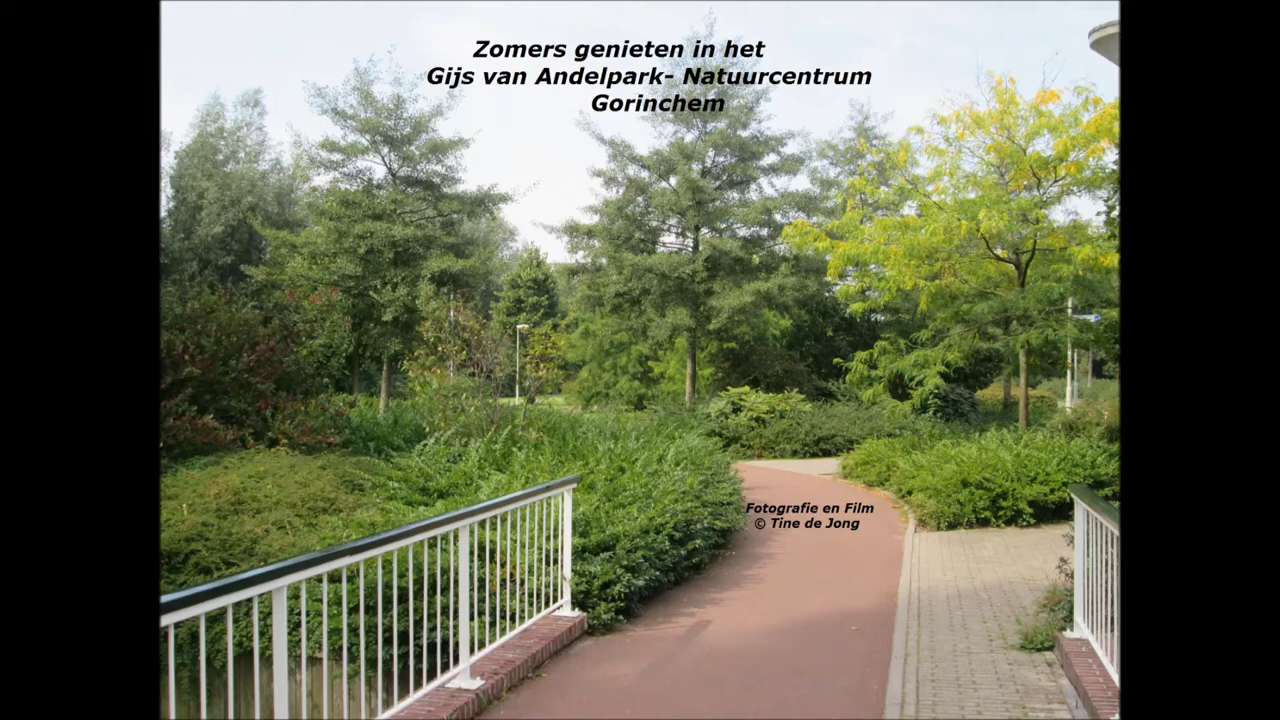 Zomers genieten in het
Gijs van Andelpark- Natuurcentrum
Gorinchem
Fotografie en Film
© Tine de Jong